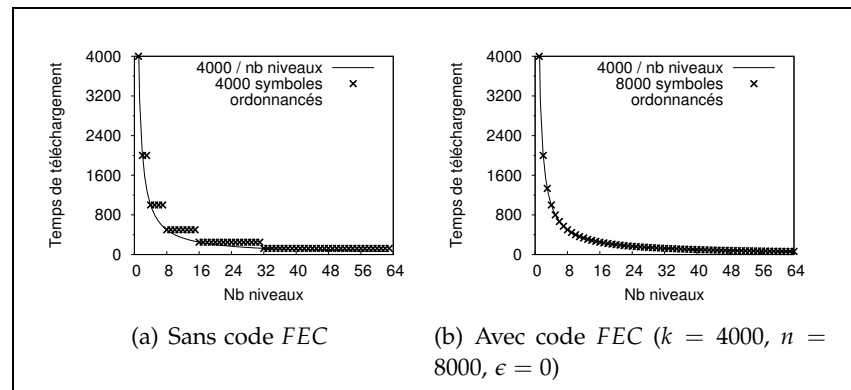 4000
3200
2400
1600
800
0
0 8 16 24 32 40 48 56 64
Temps de téléchargement
Nb niveaux
4000 / nb niveaux
4000 symboles
ordonnancés
(a) Sans code FEC
4000
3200
2400
1600
800
0
0 8 16 24 32 40 48 56 64
Temps de téléchargement
Nb niveaux
4000 / nb niveaux
8000 symboles
ordonnancés
(b) Avec code FEC (k = 4000, n =
8000, ϵ = 0)